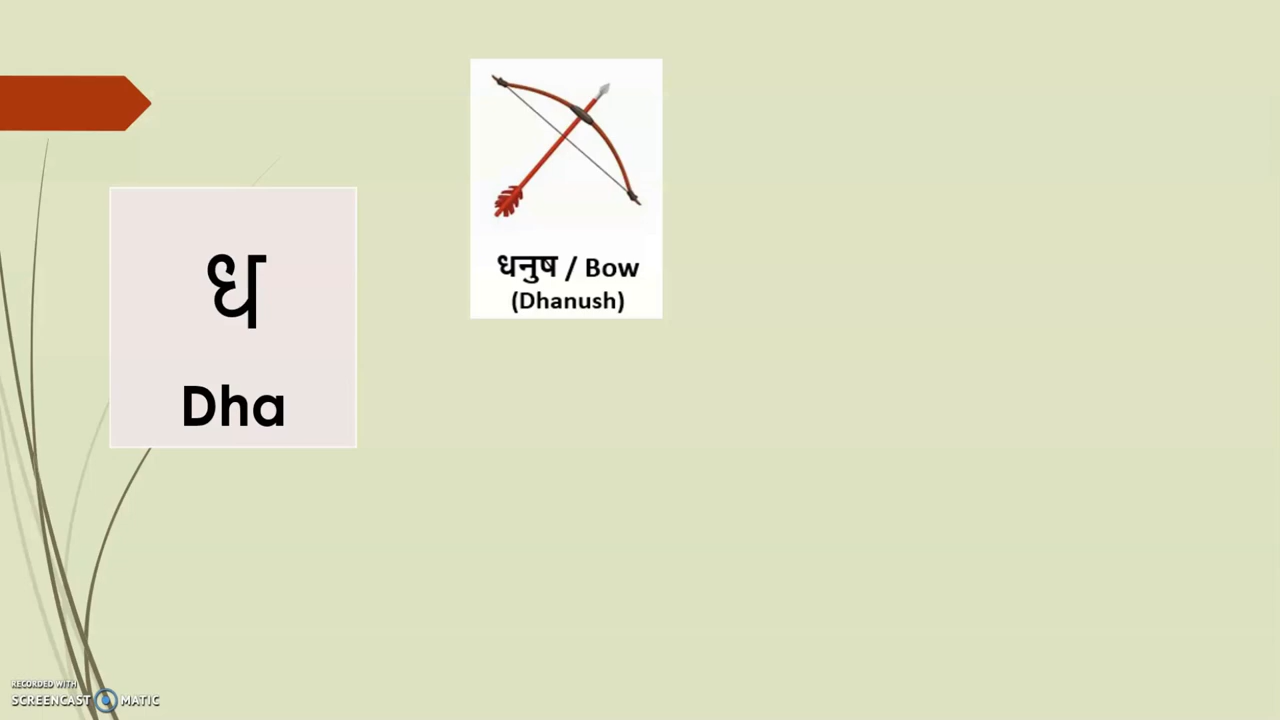 ध
Dha
धनुष / Bow
(Dhanush)
RECORDED WITH
SCREENCAST MATIC